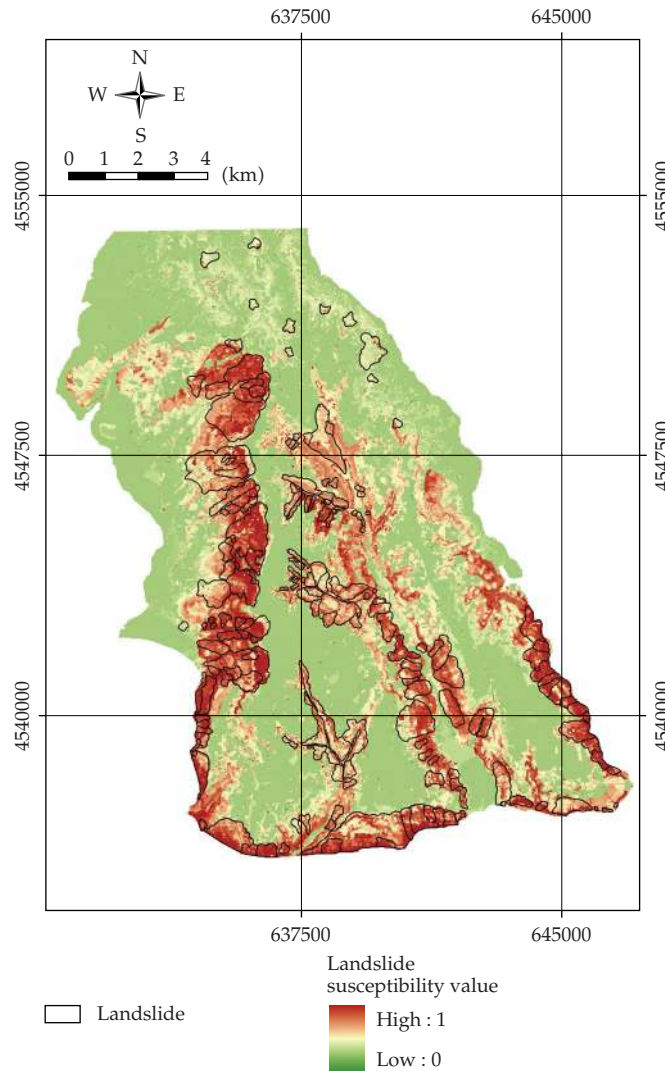 637500 645000
N
W E
S
0 1 2 3 4
(km)
4555000 4555000
4547500 4547500
4540000 4540000
637500 645000
Landslide
susceptibility value
Landslide
High : 1
Low : 0